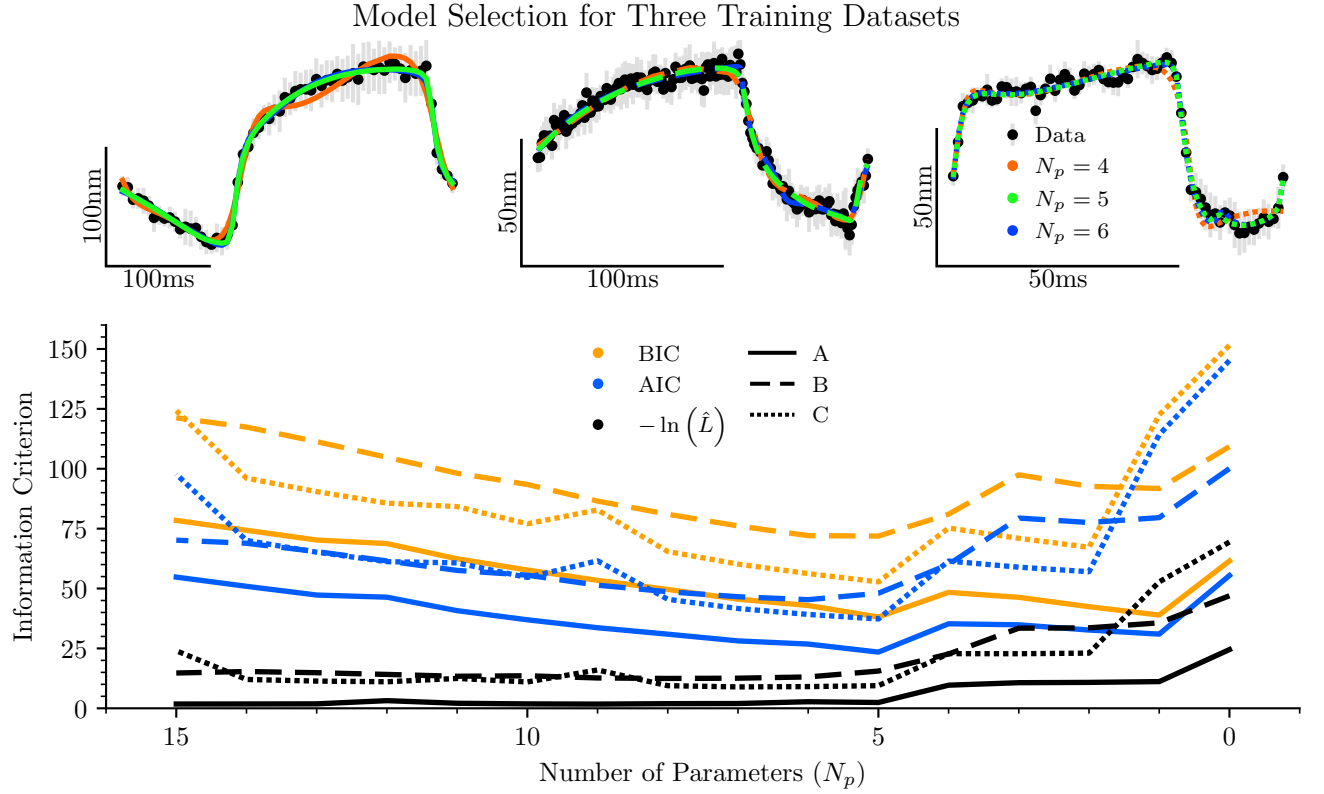 Model Selection for Three Training Datasets
100nm
100ms
50nm
100ms
50nm
50ms
Data
N_p = 4
N_p = 5
N_p = 6
Information Criterion
150
125
100
75
50
25
0
BIC
AIC
− ln (L̂)
A
B
C
15 10 5 0
Number of Parameters (N_p)